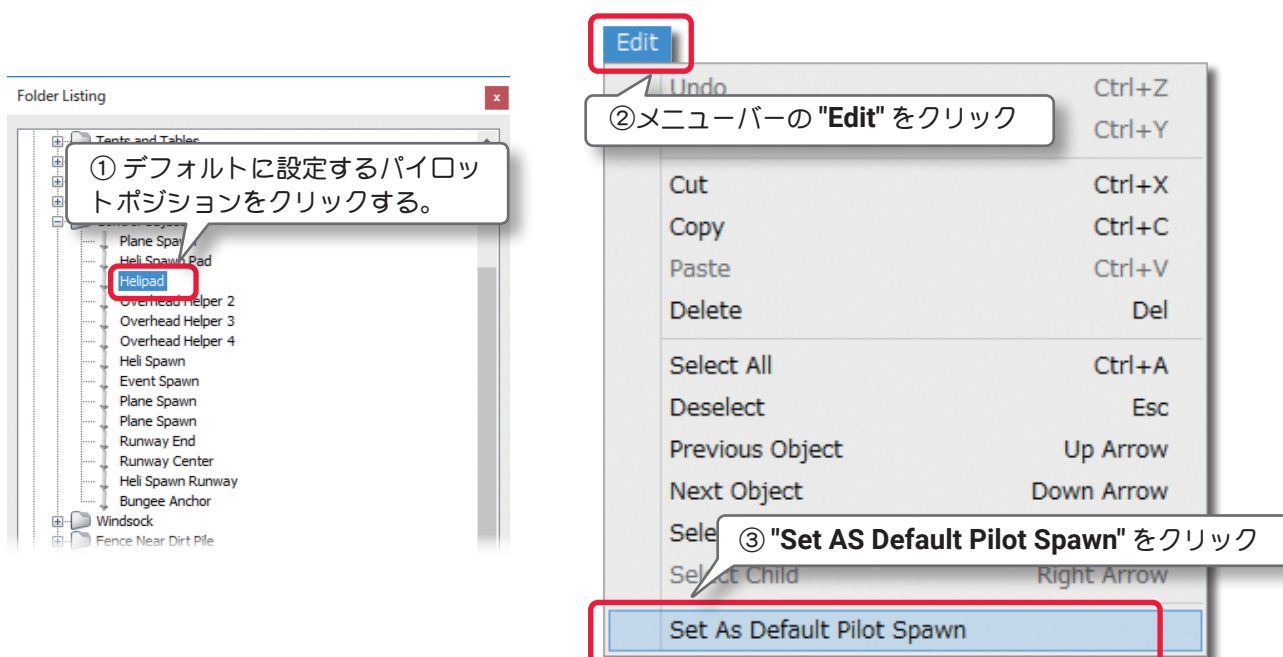 Folder Listing
x
Tents and Tables
① デフォルトに設定するパイロッ
トポジションをクリックする。
Plane Spawn
Heli Spawn Pad
Helipad
Overhead Helper 2
Overhead Helper 3
Overhead Helper 4
Heli Spawn
Event Spawn
Plane Spawn
Plane Spawn
Runway End
Runway Center
Heli Spawn Runway
Bungee Anchor
Windsock
Fence Near Dirt Pile
Edit
Undo Ctrl+Z
②メニューバーの "Edit" をクリック
Ctrl+Y
Cut Ctrl+X
Copy Ctrl+C
Paste Ctrl+V
Delete Del
Select All Ctrl+A
Deselect Esc
Previous Object Up Arrow
Next Object Down Arrow
Sele
③ "Set AS Default Pilot Spawn" をクリック
Select Child Right Arrow
Set As Default Pilot Spawn